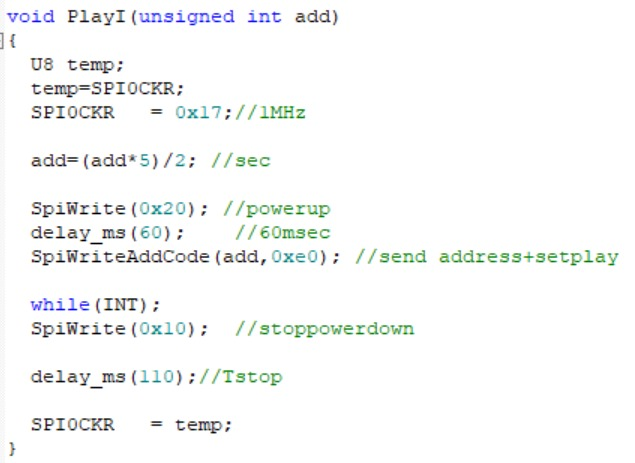 void PlayI(unsigned int add)
{
U8 temp;
temp=SPI0CKR;
SPI0CKR = 0x17;//1MHz
add=(add*5)/2; //sec
SpiWrite(0x20); //powerup
delay_ms(60); //60msec
SpiWriteAddCode(add,0xe0); //send address+setplay
while(INT);
SpiWrite(0x10); //stoppowerdown
delay_ms(110);//Tstop
SPI0CKR = temp;
}